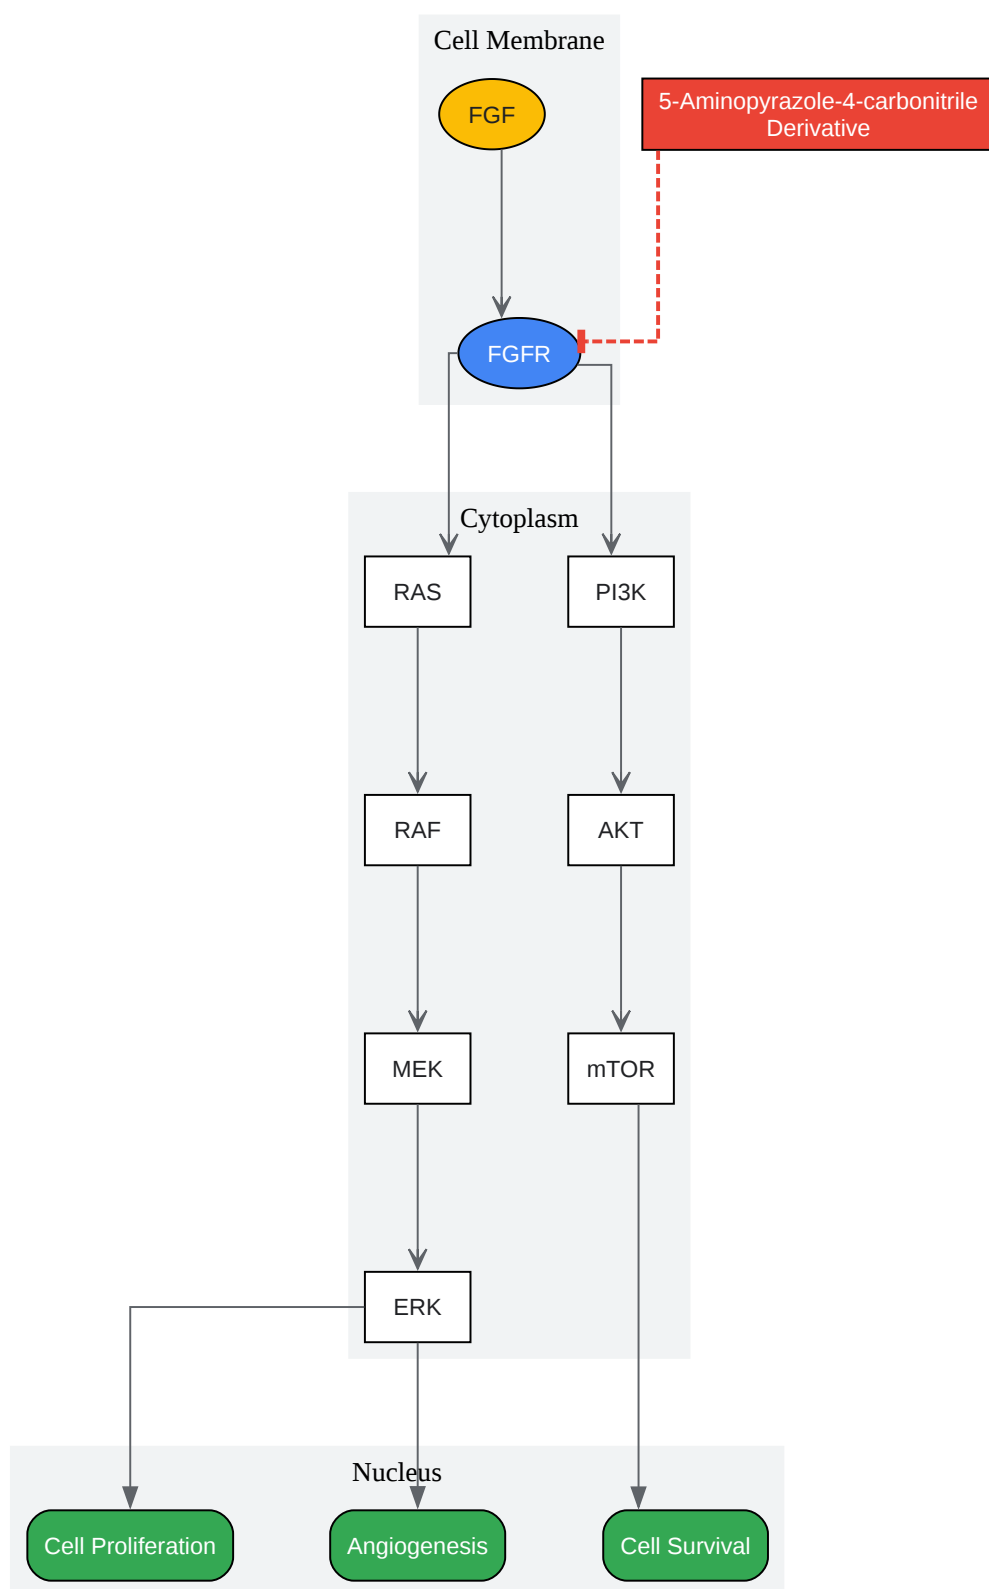 Cell Membrane
FGF
5-Aminopyrazole-4-carbonitrile
Derivative
FGFR
Cytoplasm
RAS
PI3K
RAF
AKT
MEK
mTOR
ERK
Nucleus
Cell Proliferation
Angiogenesis
Cell Survival